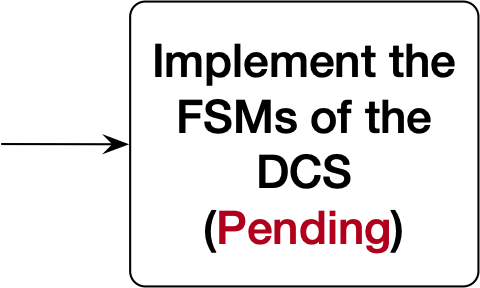 Implement the
FSMs of the
DCS
(Pending)